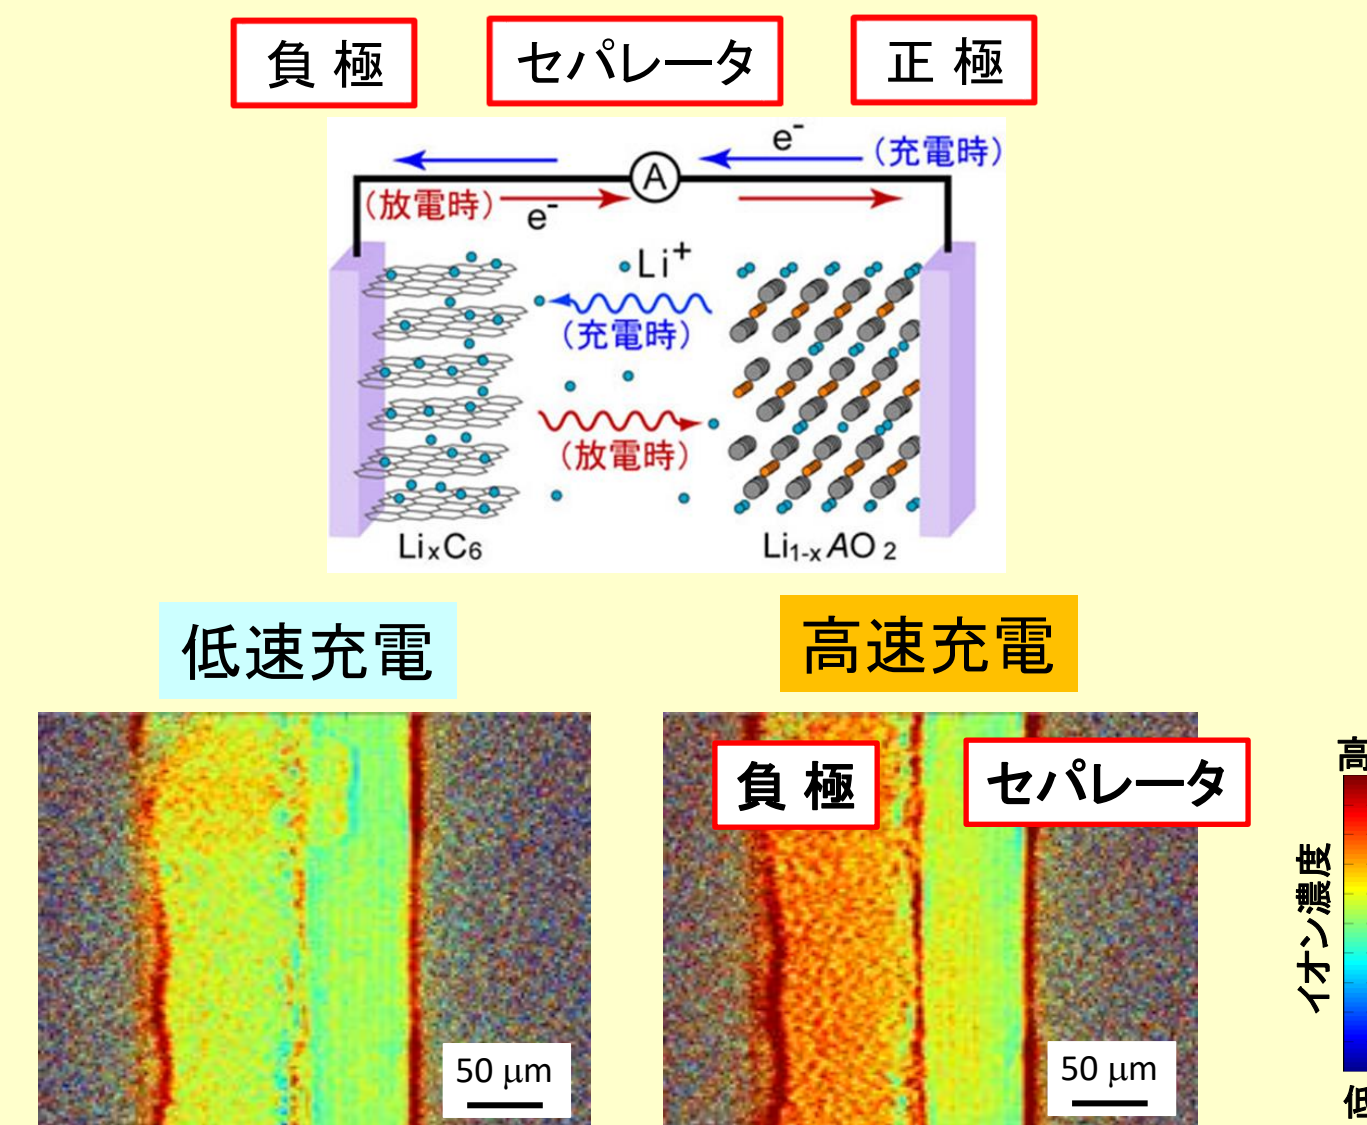 負 極
セパレータ
正 極
e-
(充電時)
A
(放電時)
e-
Li+
(充電時)
(放電時)
LixC6
Li1-xAO2
低速充電
高速充電
負 極
セパレータ
高
イオン濃度
50 μm
50 μm
低